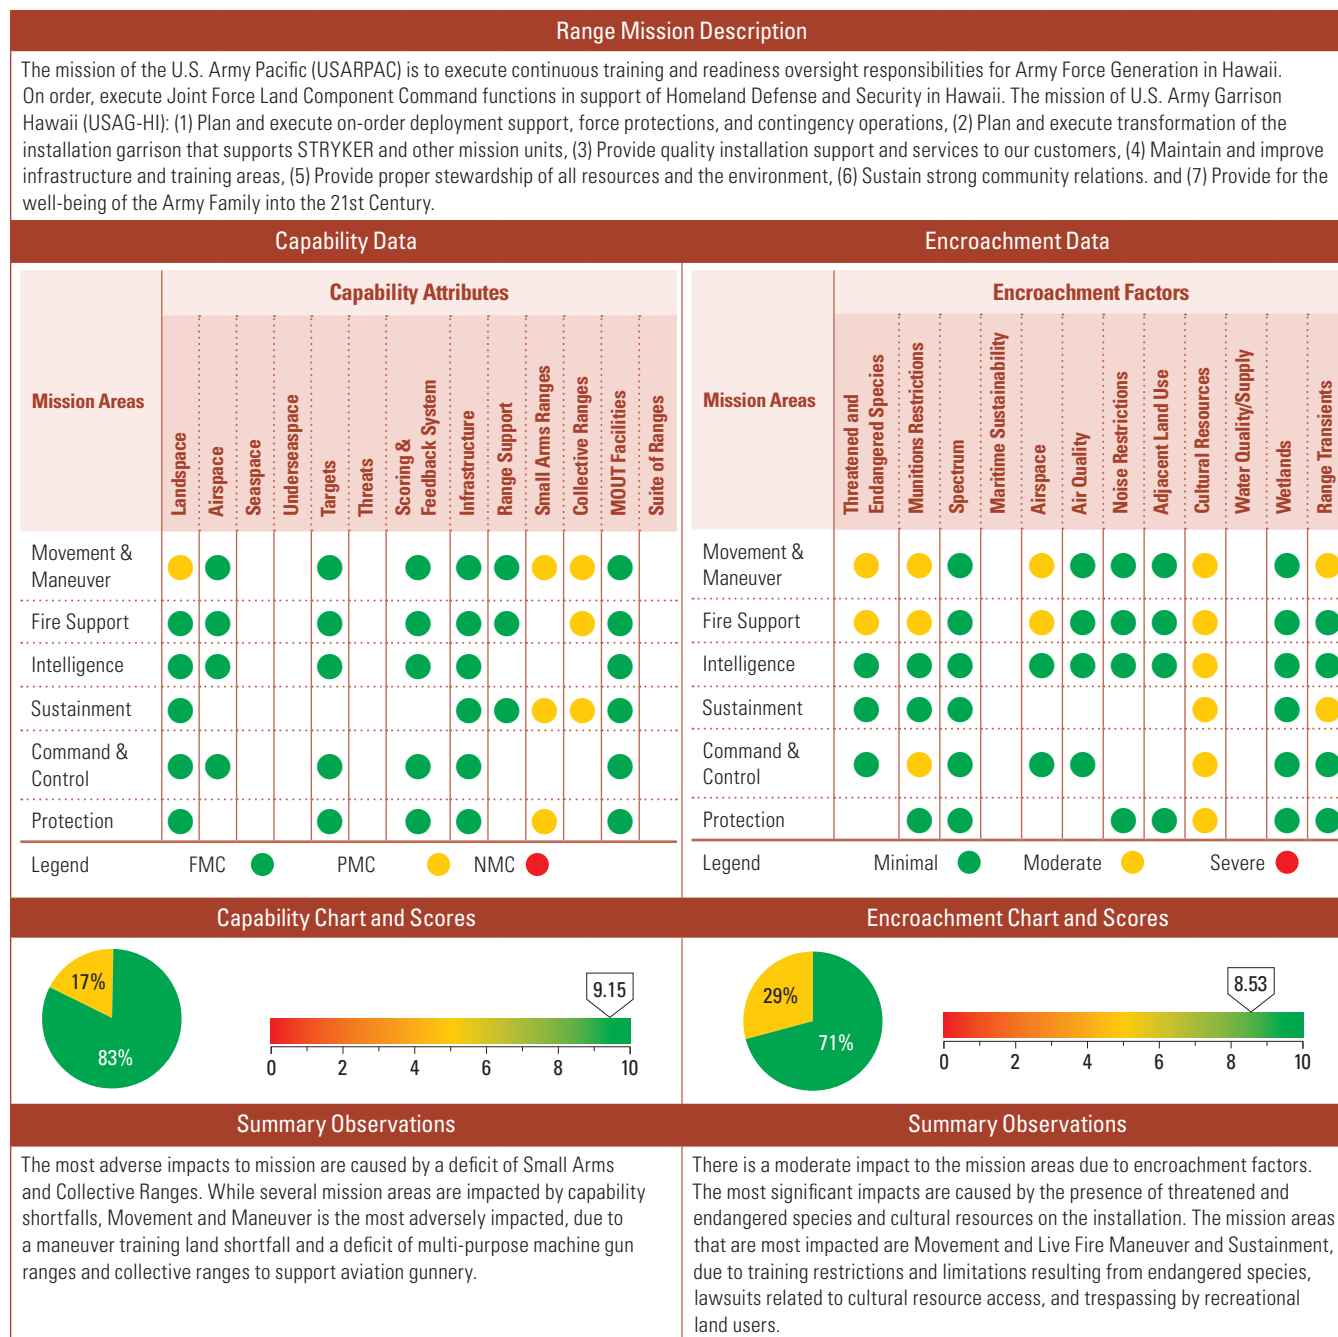 Range Mission Description
The mission of the U.S. Army Pacific (USARPAC) is to execute continuous training and readiness oversight responsibilities for Army Force Generation in Hawaii.
On order, execute Joint Force Land Component Command functions in support of Homeland Defense and Security in Hawaii. The mission of U.S. Army Garrison
Hawaii (USAG-HI): (1) Plan and execute on-order deployment support, force protections, and contingency operations, (2) Plan and execute transformation of the
installation garrison that supports STRYKER and other mission units, (3) Provide quality installation support and services to our customers, (4) Maintain and improve
infrastructure and training areas, (5) Provide proper stewardship of all resources and the environment, (6) Sustain strong community relations. and (7) Provide for the
well-being of the Army Family into the 21st Century.
Capability Data
Mission Areas
Capability Attributes
Landspace
Airspace
Seaspace
Underseaspace
Targets
Threats
Scoring &
Feedback System
Infrastructure
Range Support
Small Arms Ranges
Collective Ranges
MOUT Facilities
Suite of Ranges
Movement &
Maneuver
Fire Support
Intelligence
Sustainment
Command &
Control
Protection
Legend FMC PMC NMC
Encroachment Data
Mission Areas
Encroachment Factors
Threatened and
Endangered Species
Munitions Restrictions
Spectrum
Maritime Sustainability
Airspace
Air Quality
Noise Restrictions
Adjacent Land Use
Cultural Resources
Water Quality/Supply
Wetlands
Range Transients
Movement &
Maneuver
Fire Support
Intelligence
Sustainment
Command &
Control
Protection
Legend Minimal Moderate Severe
Capability Chart and Scores
17%
83%
9.15
0 2 4 6 8 10
Encroachment Chart and Scores
29%
71%
8.53
0 2 4 6 8 10
Summary Observations
The most adverse impacts to mission are caused by a deficit of Small Arms
and Collective Ranges. While several mission areas are impacted by capability
shortfalls, Movement and Maneuver is the most adversely impacted, due to
a maneuver training land shortfall and a deficit of multi-purpose machine gun
ranges and collective ranges to support aviation gunnery.
Summary Observations
There is a moderate impact to the mission areas due to encroachment factors.
The most significant impacts are caused by the presence of threatened and
endangered species and cultural resources on the installation. The mission areas
that are most impacted are Movement and Live Fire Maneuver and Sustainment,
due to training restrictions and limitations resulting from endangered species,
lawsuits related to cultural resource access, and trespassing by recreational
land users.